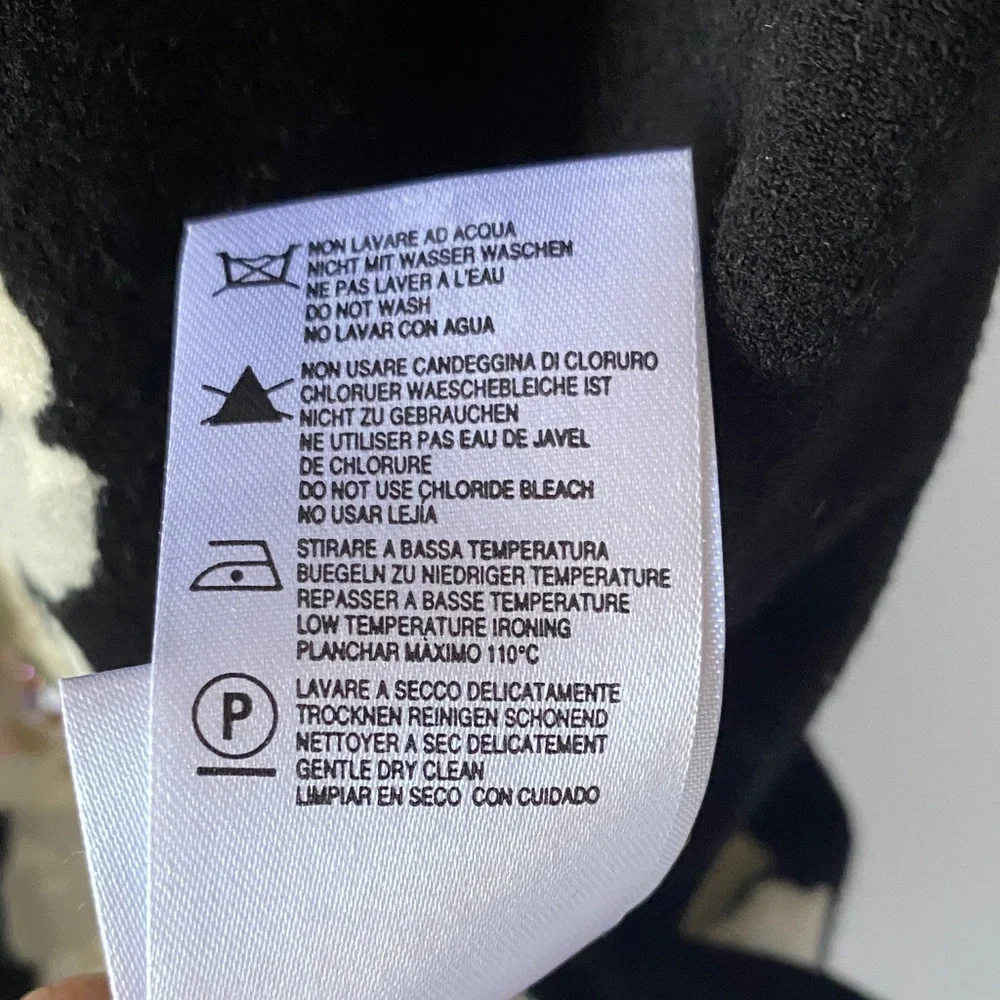 NON LAVARE AD ACQUA
NICHT MIT WASSER WASCHEN
NE PAS LAVER A L'EAU
DO NOT WASH
NO LAVAR CON AGUA
NON USARE CANDEGGINA DI CLORURO
CHLORUER WAESCHEBLEICHE IST
NICHT ZU GEBRAUCHEN
NE UTILISER PAS EAU DE JAVEL
DE CHLORURE
DO NOT USE CHLORIDE BLEACH
NO USAR LEJÍA
STIRARE A BASSA TEMPERATURA
BUEGELN ZU NIEDRIGER TEMPERATURE
REPASSER A BASSE TEMPERATURE
LOW TEMPERATURE IRONING
PLANCHAR MÁXIMO 110°C
P
LAVARE A SECCO DELICATAMENTE
TROCKNEN REINIGEN SCHONEND
NETTOYER A SEC DELICATEMENT
GENTLE DRY CLEAN
LIMPIAR EN SECO CON CUIDADO